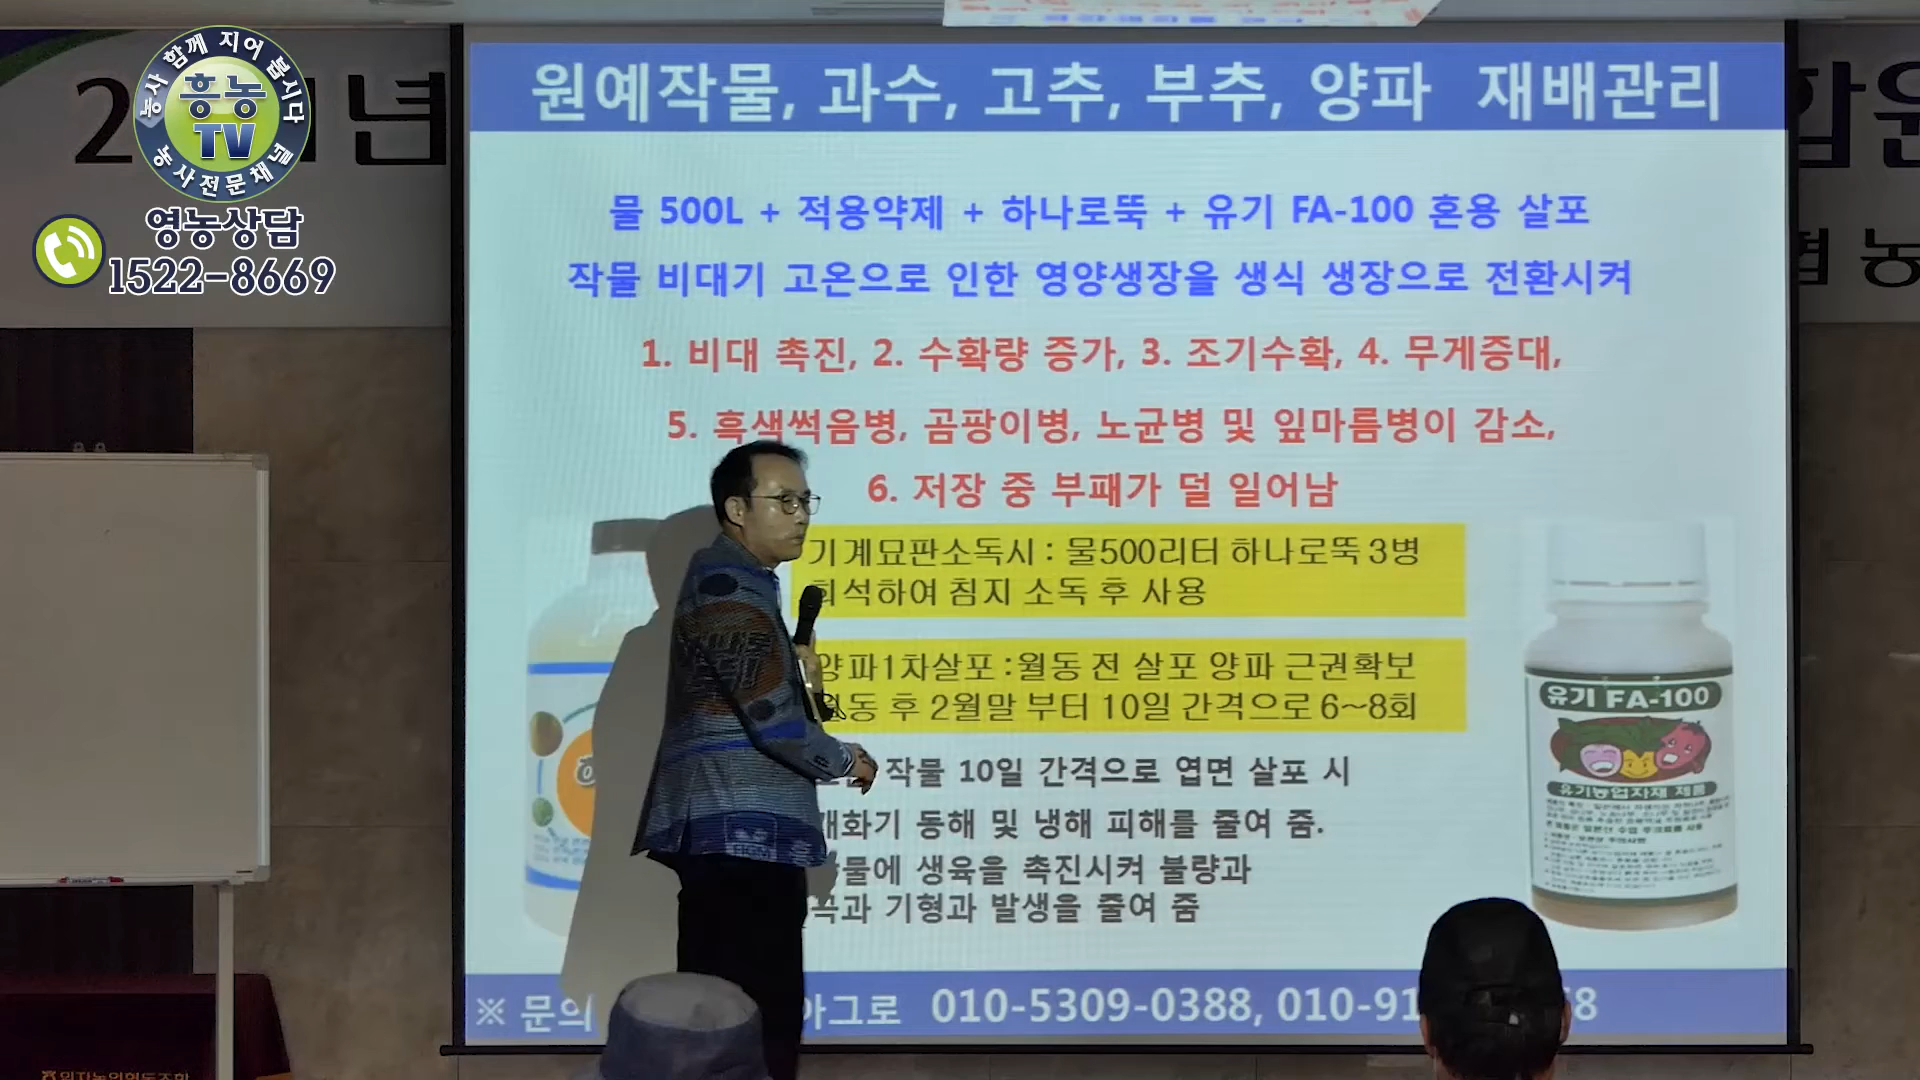 농사 함께 지어 봅시다
흥농
TV
농사전문채널
영농상담
1522-8669
원예작물, 과수, 고추, 부추, 양파 재배관리
물 500L + 적용약제 + 하나로뚝 + 유기 FA-100 혼용 살포
작물 비대기 고온으로 인한 영양생장을 생식 생장으로 전환시켜
1. 비대 촉진, 2. 수확량 증가, 3. 조기수확, 4. 무게증대,
5. 흑색썩음병, 곰팡이병, 노균병 및 잎마름병이 감소,
6. 저장 중 부패가 덜 일어남
기계묘판소독시 : 물500리터 하나로뚝 3병
희석하여 침지 소독 후 사용
양파1차살포 :월동 전 살포 양파 근권확보
월동 후 2월말 부터 10일 간격으로 6~8회
작물 10일 간격으로 엽면 살포 시
개화기 동해 및 냉해 피해를 줄여 줌.
생육을 촉진시켜 불량과
기형과 발생을 줄여 줌
유기 FA-100
유기농업자재 제품
※ 문의 아그로 010-5309-0388, 010-91